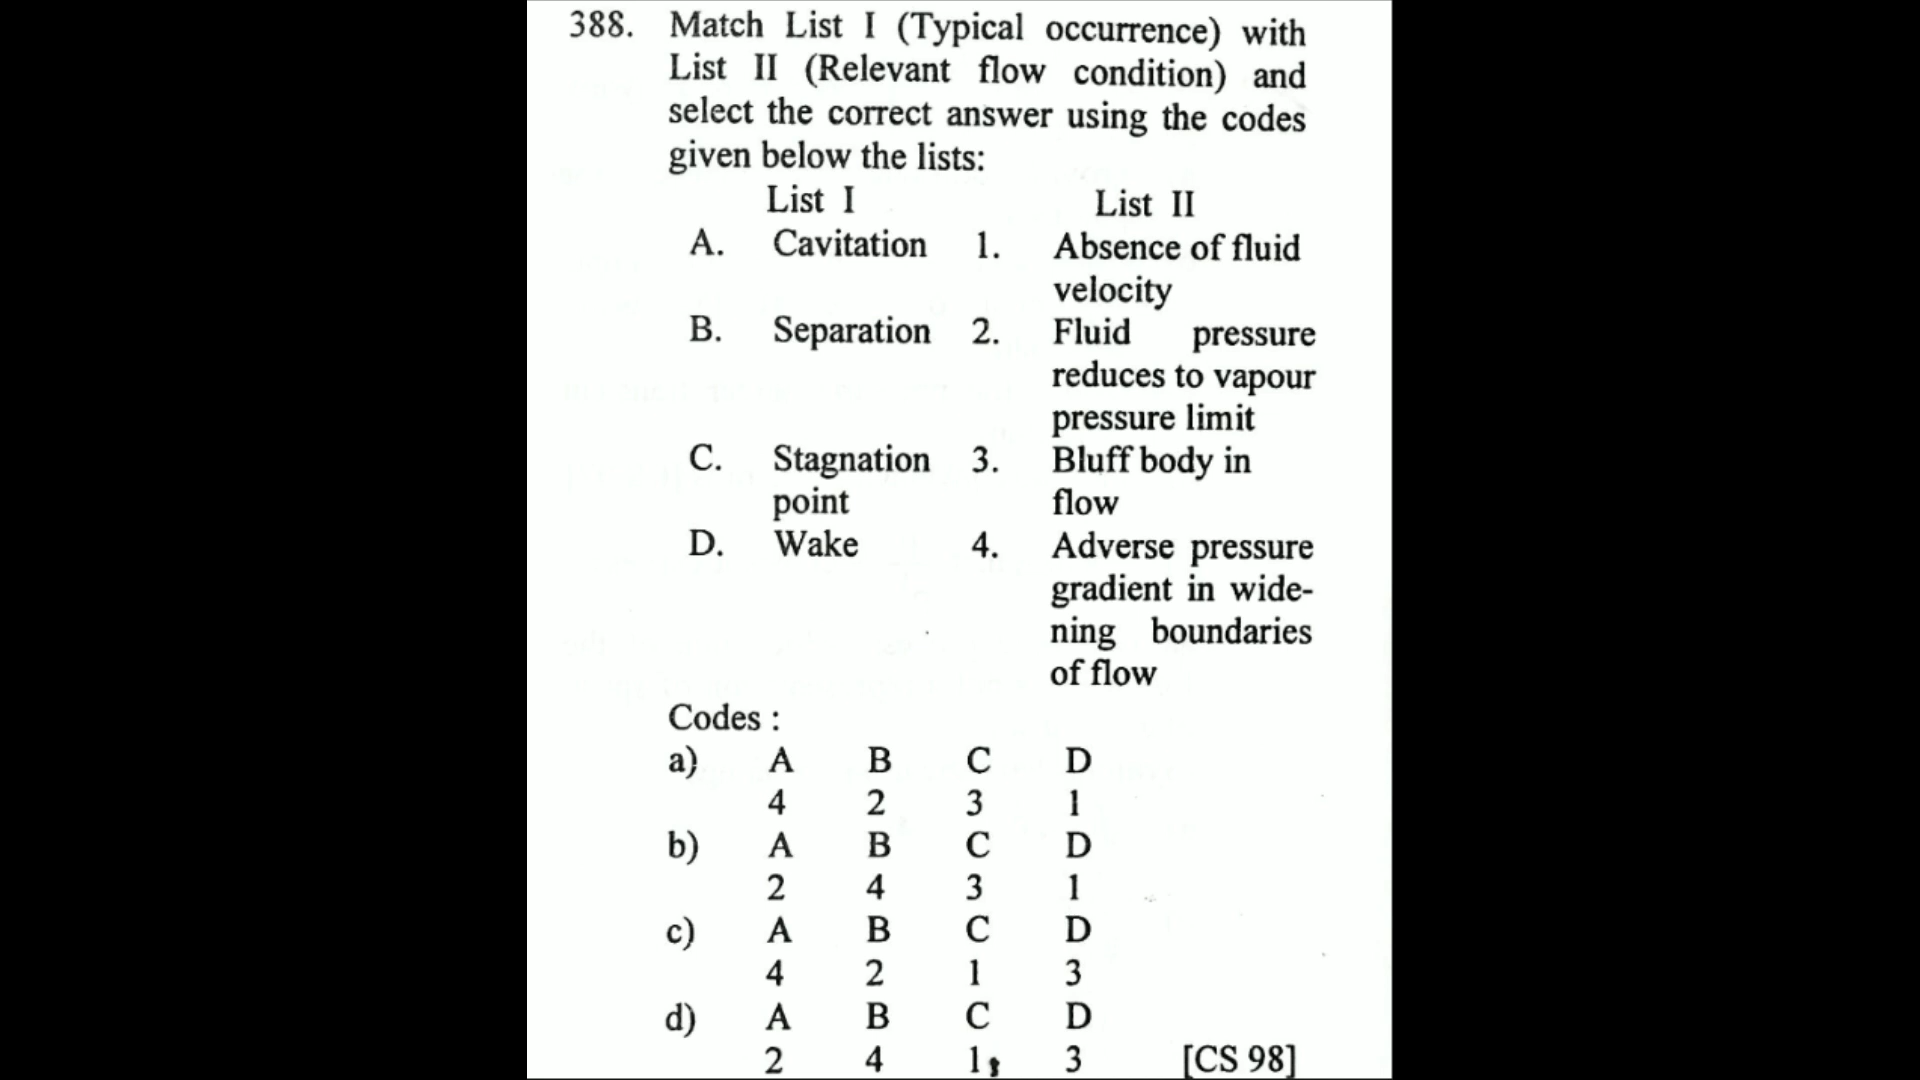 388. Match List I (Typical occurrence) with
List II (Relevant flow condition) and
select the correct answer using the codes
given below the lists:
List I List II
A. Cavitation 1. Absence of fluid
velocity
B. Separation 2. Fluid pressure
reduces to vapour
pressure limit
C. Stagnation 3. Bluff body in
point flow
D. Wake 4. Adverse pressure
gradient in wide-
ning boundaries
of flow
Codes :
a) A B C D
4 2 3 1
b) A B C D
2 4 3 1
c) A B C D
4 2 1 3
d) A B C D
2 4 1 3 [CS 98]